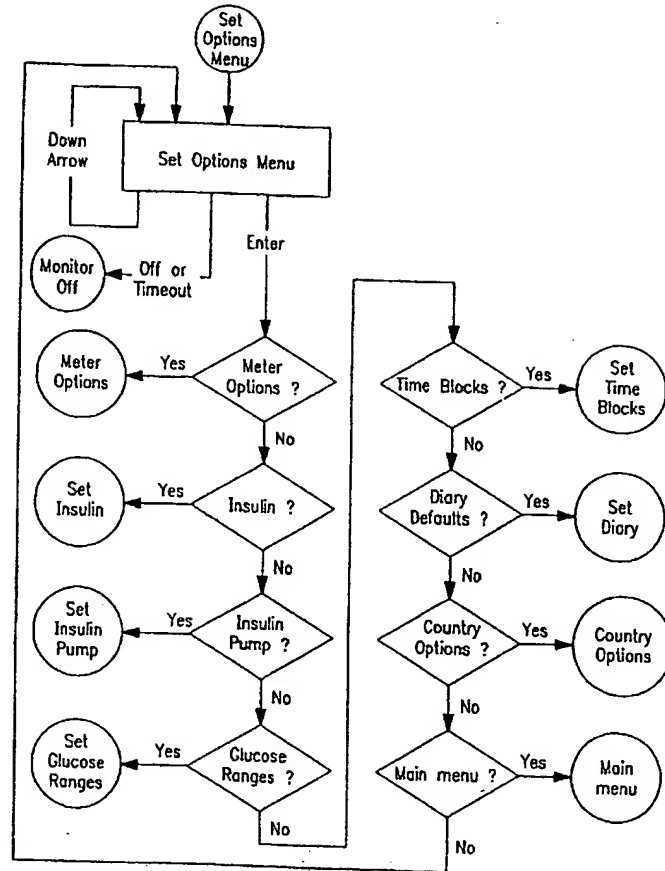 Set
Options
Menu
Down
Arrow
Set Options Menu
Enter
Monitor
Off
Off or
Timeout
Meter
Options
Yes
Meter
Options ?
No
Set
Insulin
Yes
Insulin ?
No
Set
Insulin
Pump
Yes
Insulin
Pump ?
No
Set
Glucose
Ranges
Yes
Glucose
Ranges ?
No
Time Blocks ?
Yes
Set
Time
Blocks
No
Diary
Defaults ?
Yes
Set
Diary
No
Country
Options ?
Yes
Country
Options
No
Main menu ?
Yes
Main
menu
No